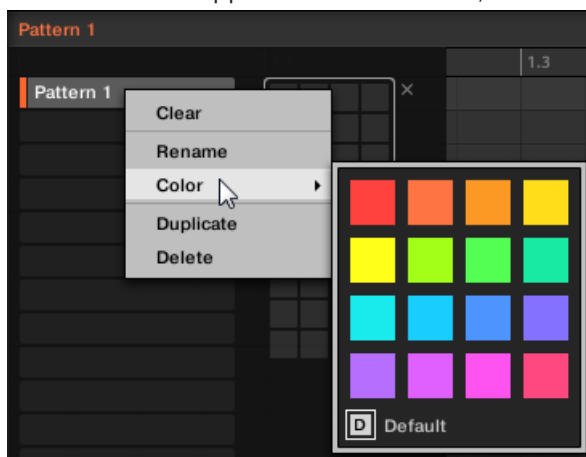 Pattern 1
1.3
Pattern 1
Clear
Rename
Color
Duplicate
Delete
D Default